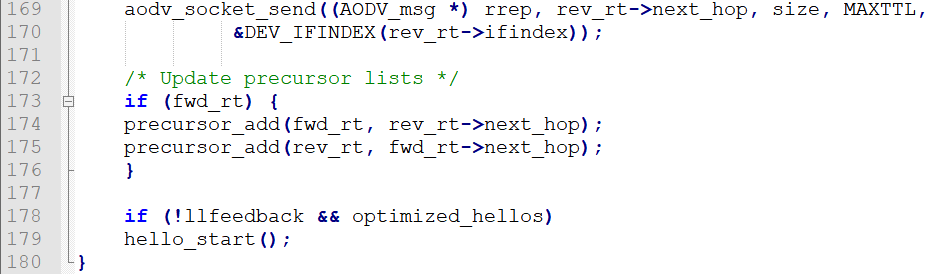 169 aodv_socket_send((AODV_msg *) rrep, rev_rt->next_hop, size, MAXTTL,
170 &DEV_IFINDEX(rev_rt->ifindex));
171
172 /* Update precursor lists */
173 if (fwd_rt) {
174 precursor_add(fwd_rt, rev_rt->next_hop);
175 precursor_add(rev_rt, fwd_rt->next_hop);
176 }
177
178 if (!llfeedback && optimized_hellos)
179 hello_start();
180 }